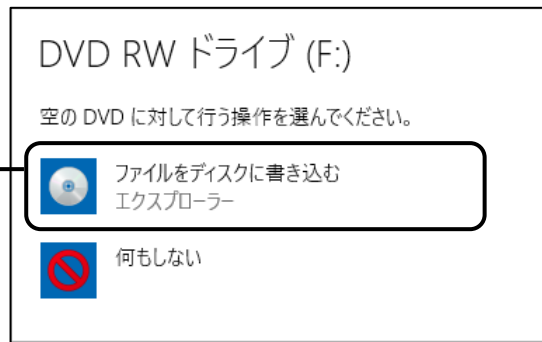 DVD RW ドライブ (F:)
空の DVD に対して行う操作を選んでください。
ファイルをディスクに書き込む
エクスプローラー
何もしない